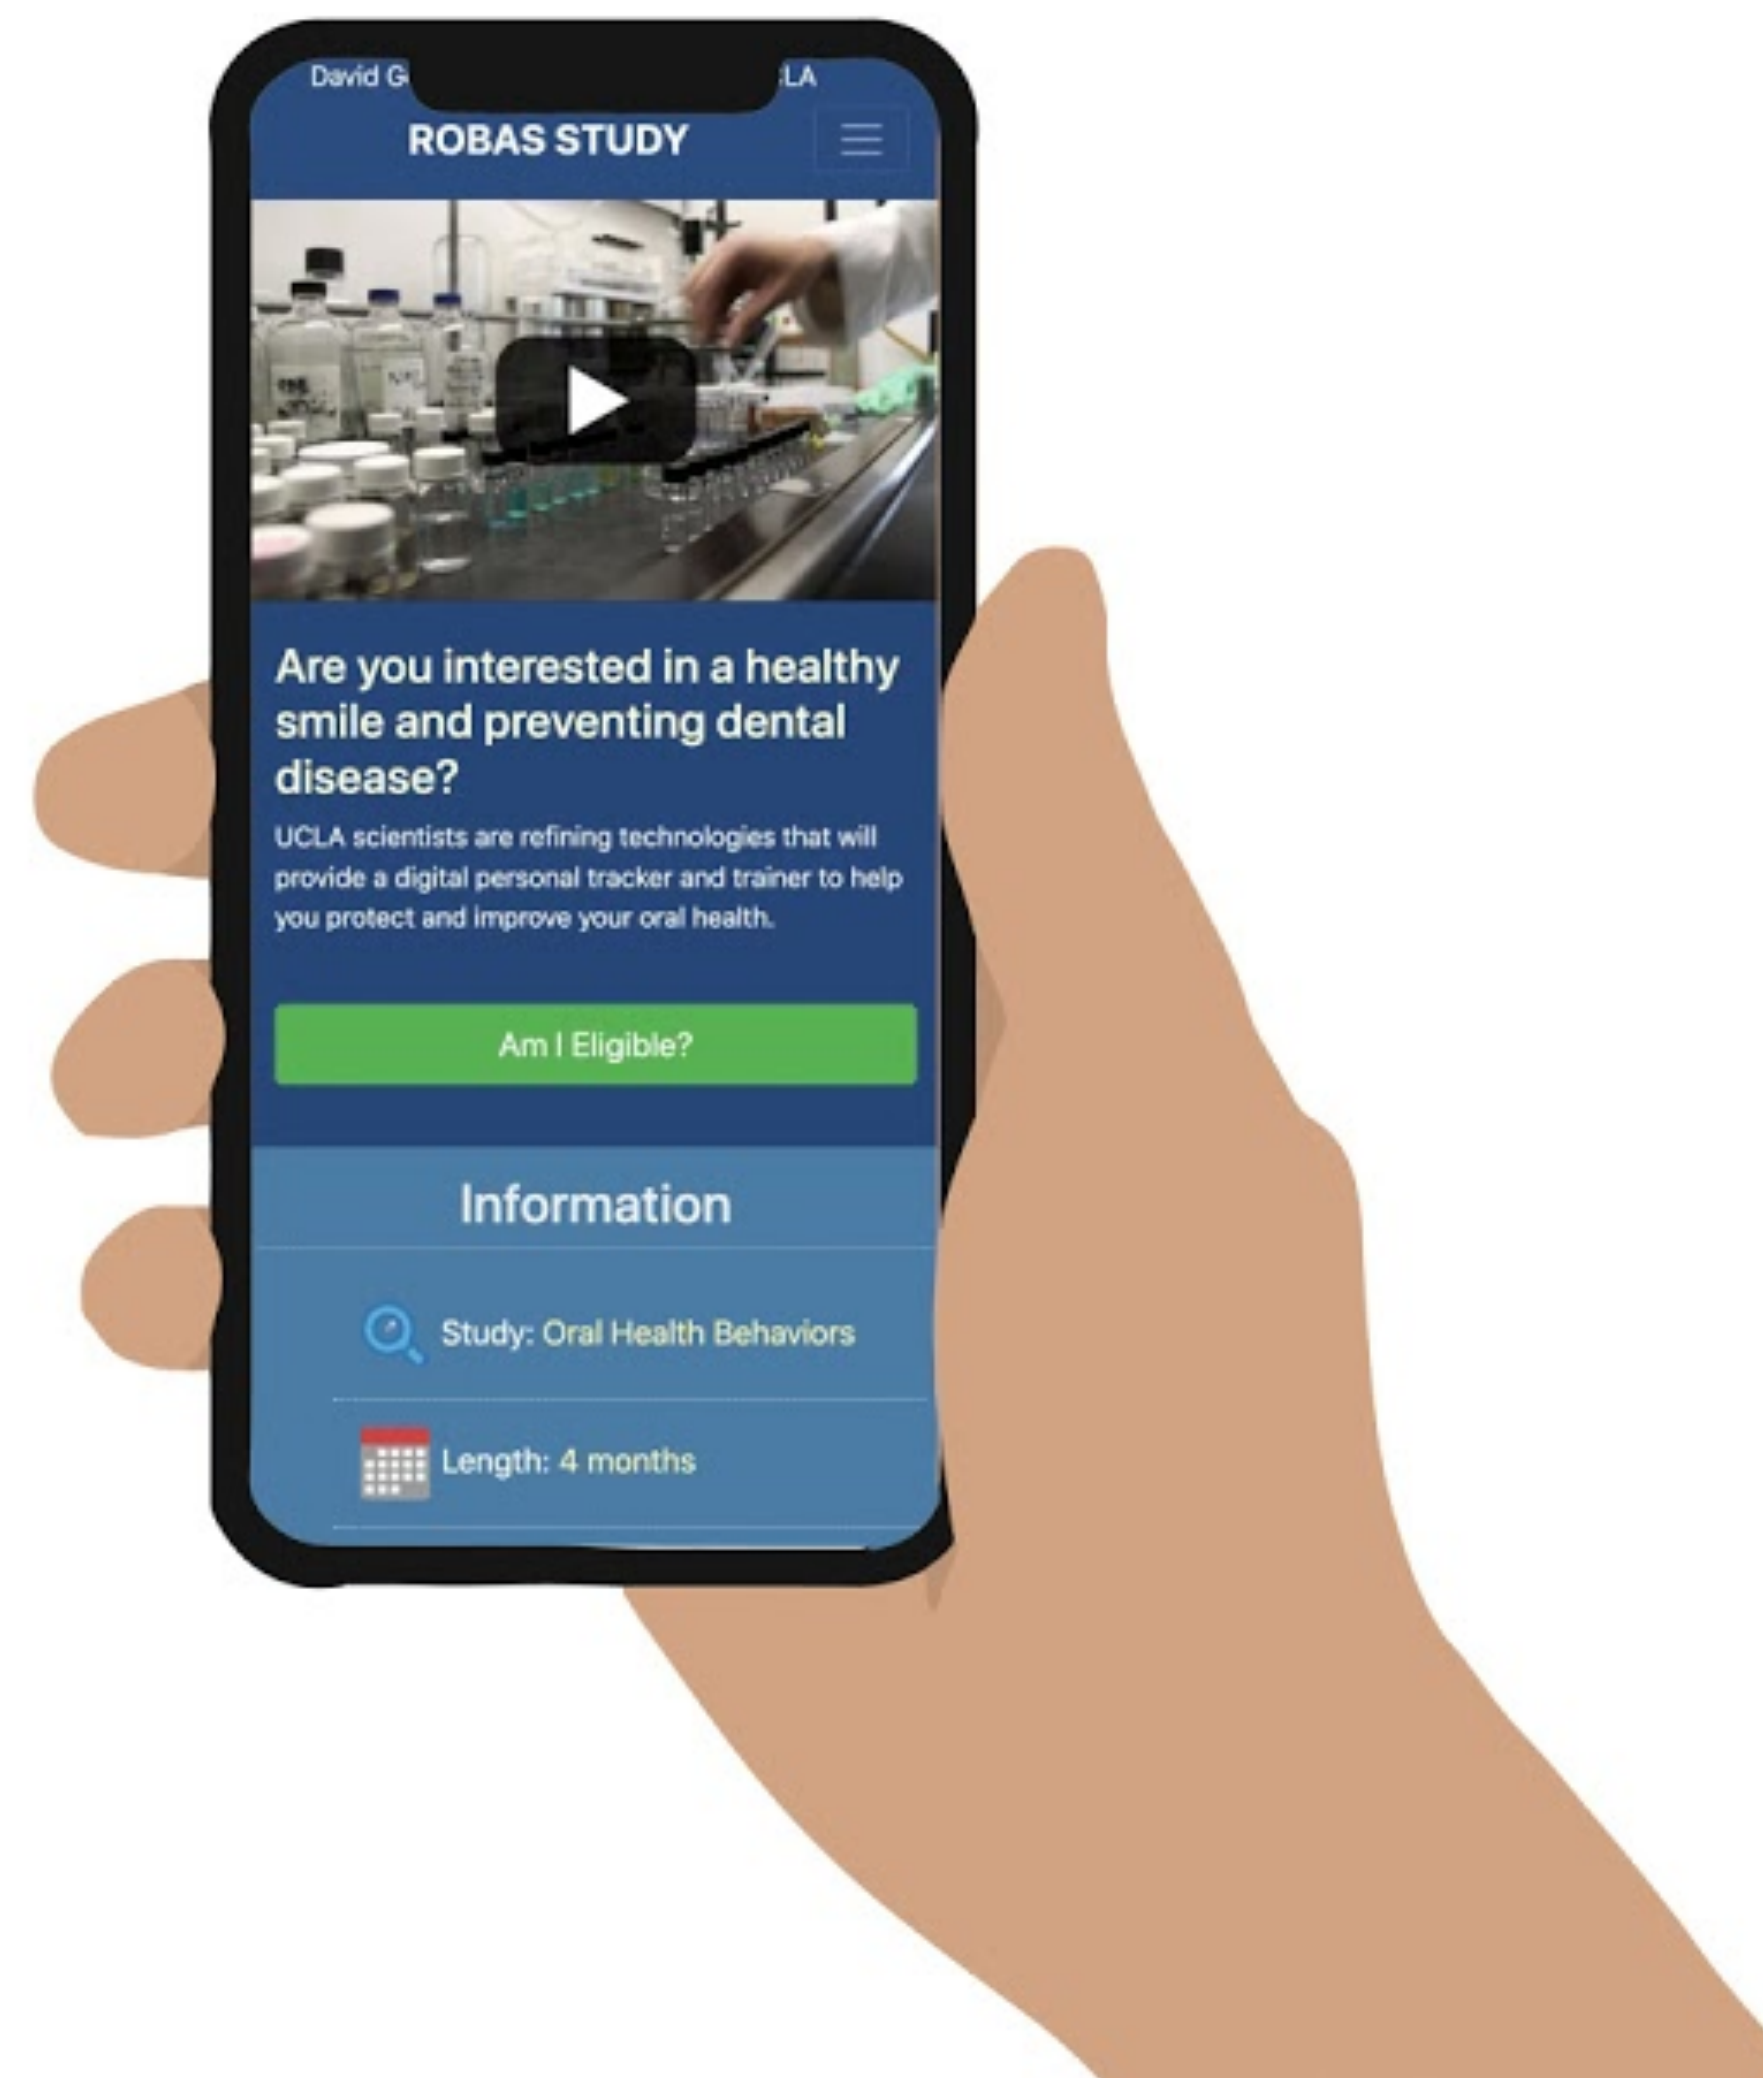 David G
LA
ROBAS STUDY
Are you interested in a healthy
smile and preventing dental
disease?
UCLA scientists are refining technologies that will
provide a digital personal tracker and trainer to help
you protect and improve your oral health.
Am I Eligible?
Information
Study: Oral Health Behaviors
Length: 4 months